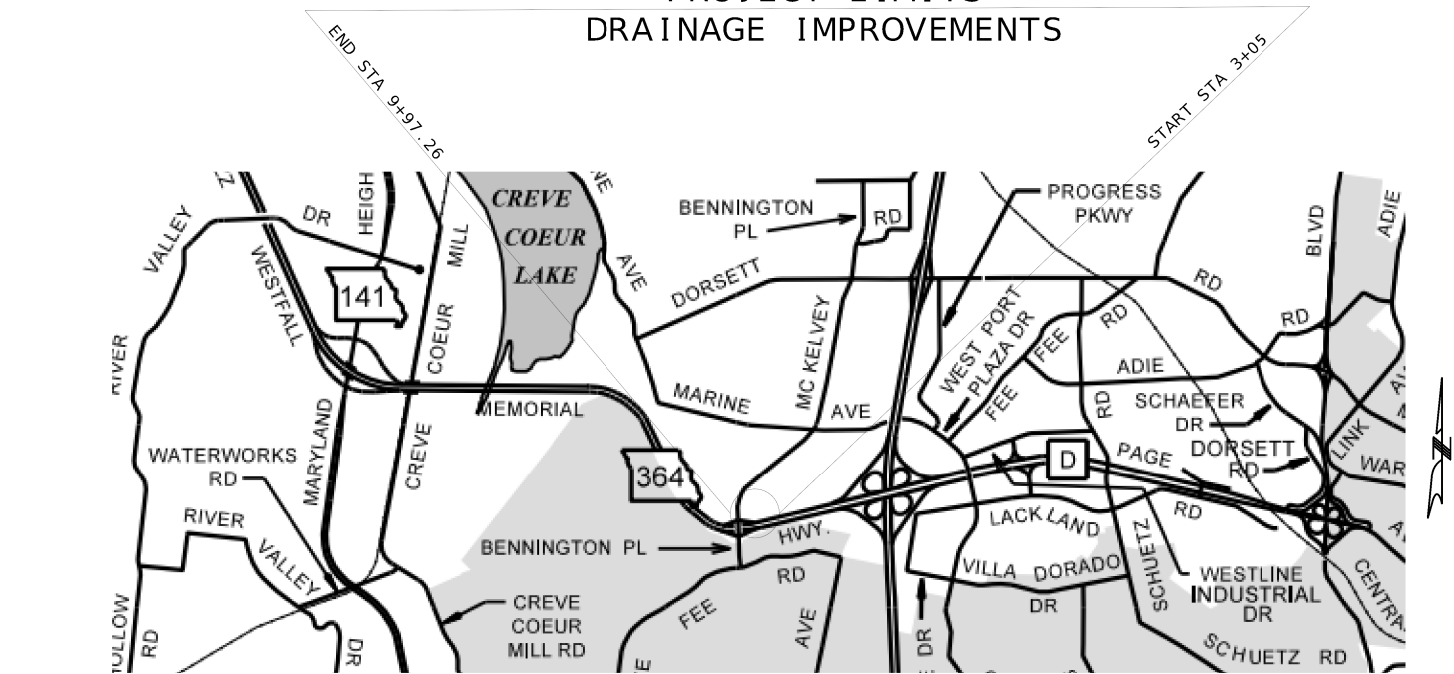 DRAINAGE IMPROVEMENTS
END STA 9+97.26
START STA 3+05
VALLEY
DR
HEIGH
MILL
CREVE
COEUR
LAKE
AVE
BENNINGTON
PL
RD
PROGRESS
PKWY
BLVD
ADIE
WESTFALL
141
COEUR
DORSETT
RD
MC KELVEY
WEST PORT
PLAZA DR
FEE
RD
RD
RIVER
MEMORIAL
MARINE
AVE
FEE
ADIE
RD
SCHAEFER
DR
DORSETT
RD
LINK
WAR
WATERWORKS
RD
MARYLAND
CREVE
364
D
PAGE
RD
RIVER
VALLEY
BENNINGTON PL
HWY.
LACKLAND
SCHUETZ
VILLA DORADO
DR
WESTLINE
INDUSTRIAL
DR
CENTRA
RD
FEE
AVE
CREVE
COEUR
MILL RD
OLLOW
RD
DR
DR
SCHUETZ RD